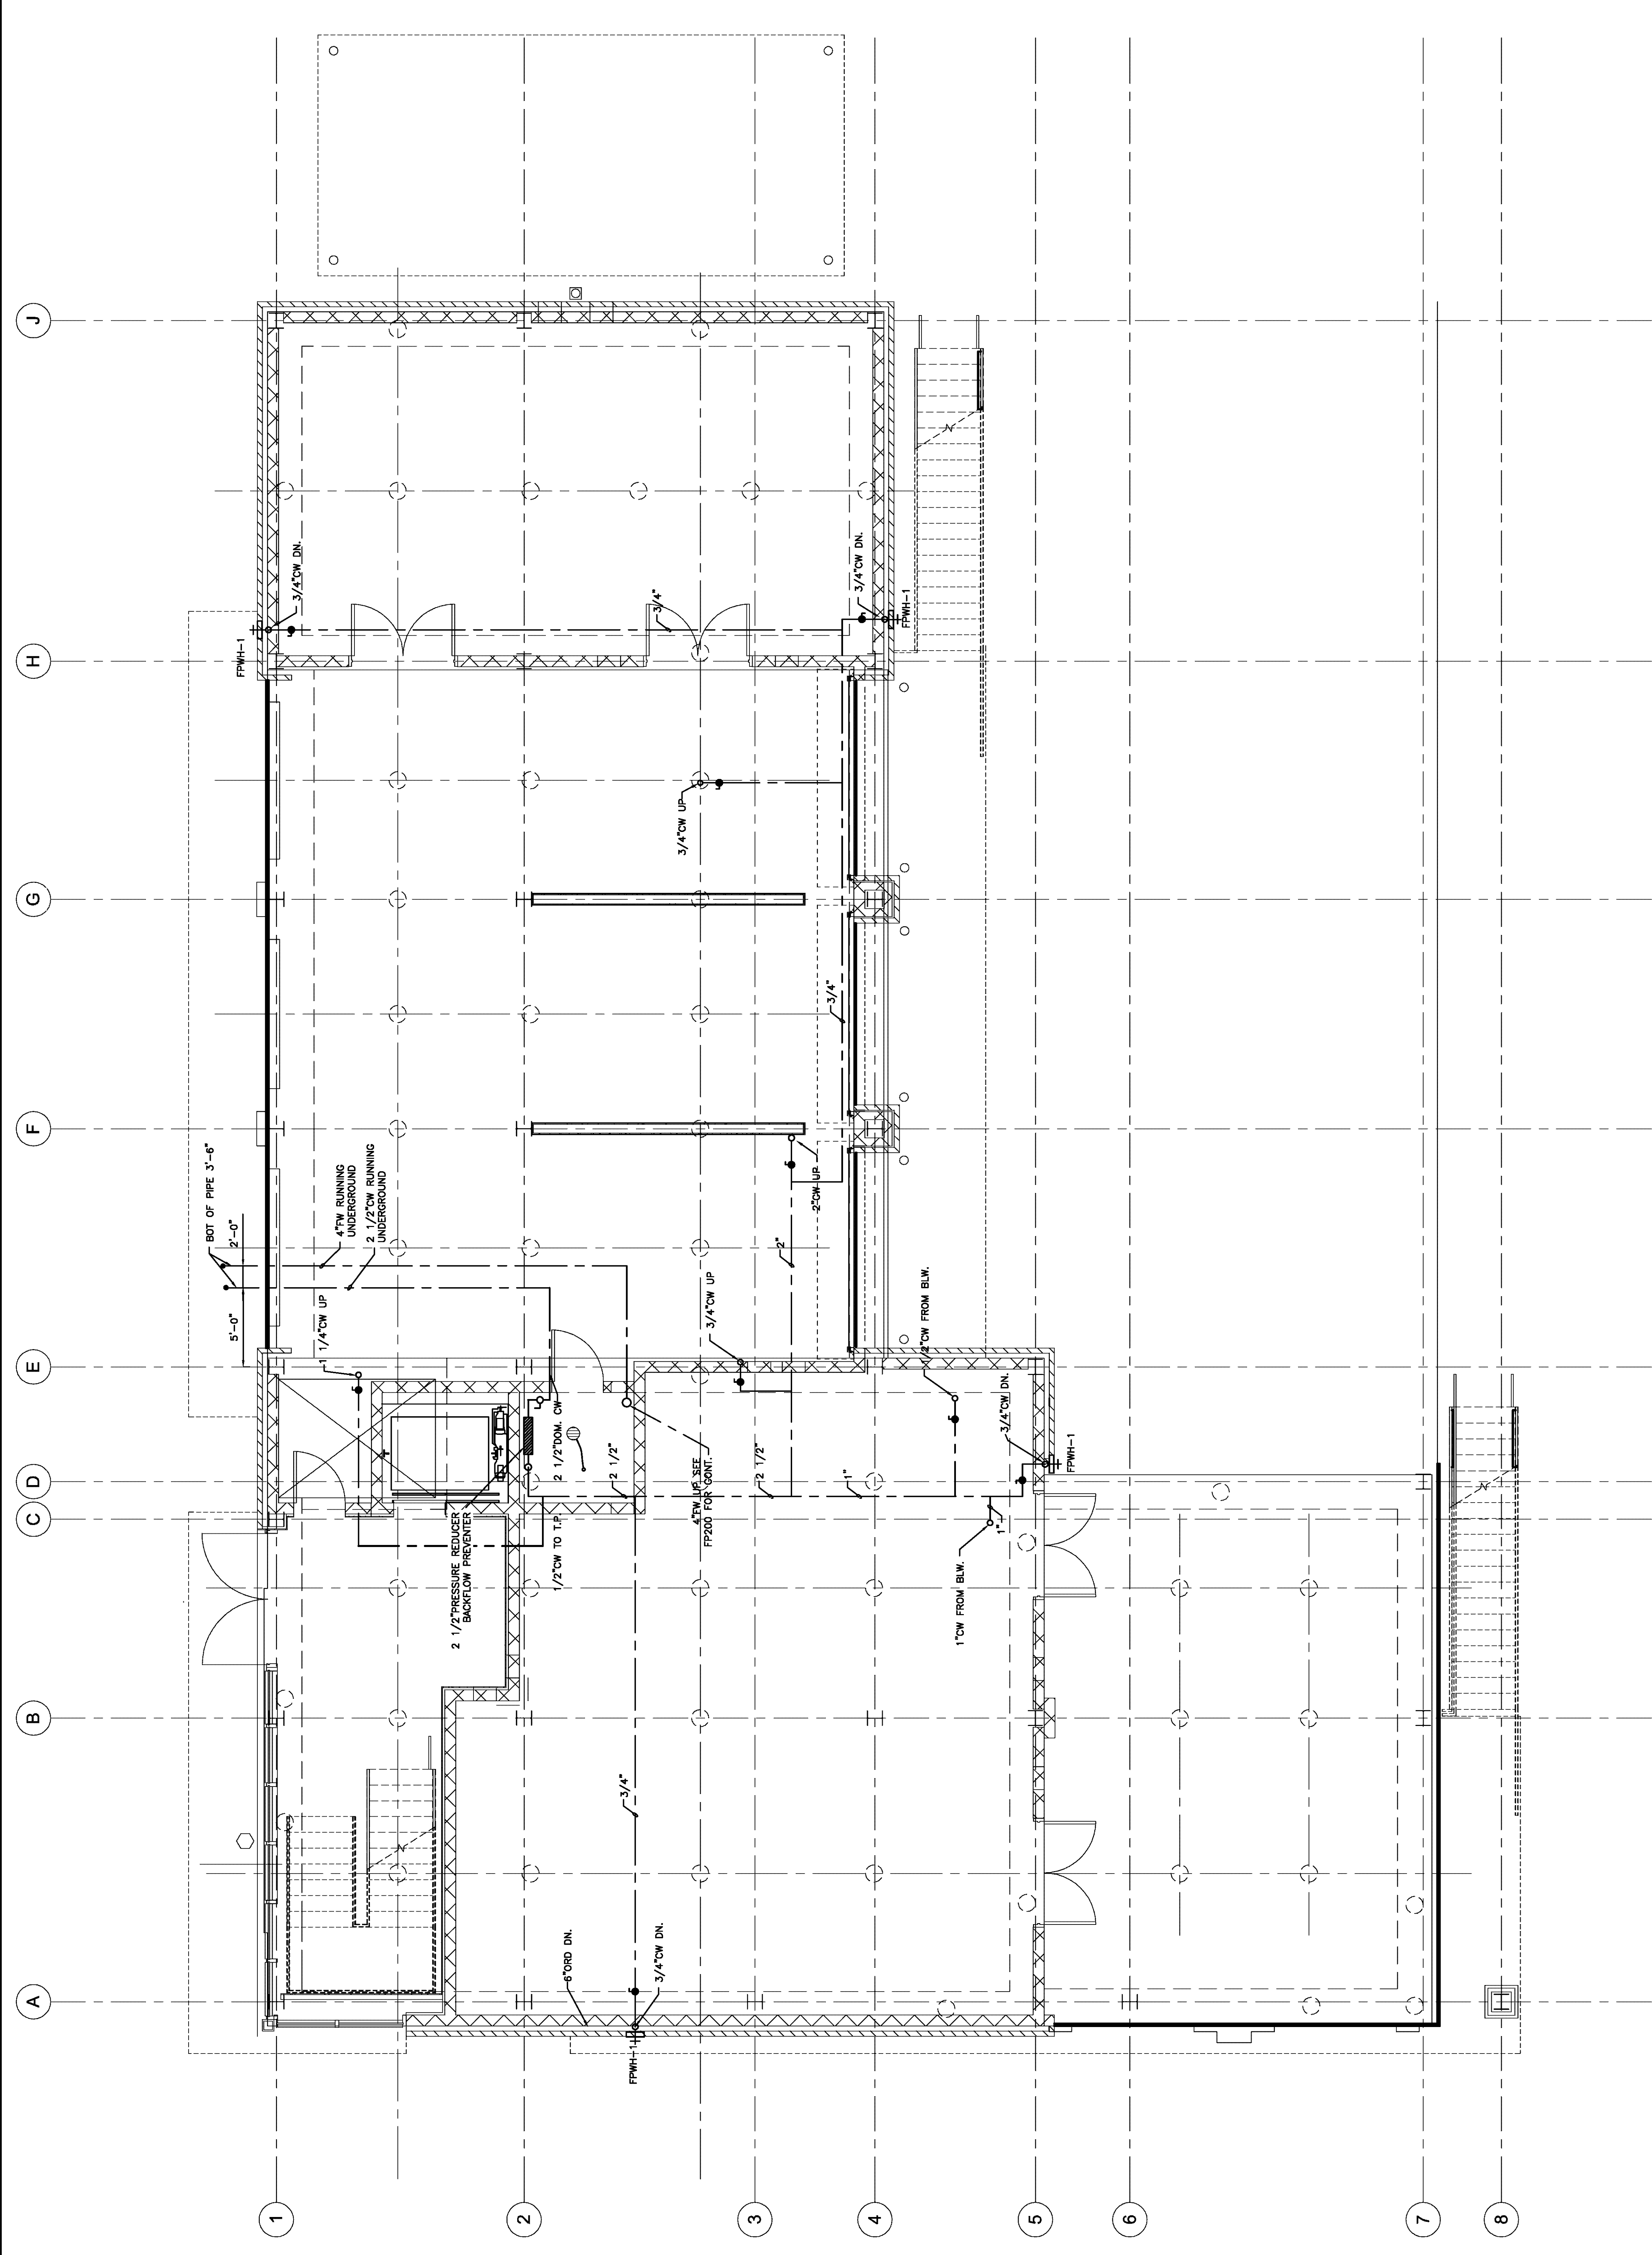 J
H
G
F
E
D
C
B
A
1
2
3
4
5
6
7
8
3/4"CW DN.
FPWH-1
3/4"
3/4"CW DN.
FPWH-1
3/4"CW UP
3/4"
BOT OF PIPE 3'-6"
2'-0"
5'-0"
4"FW RUNNING
UNDERGROUND
2 1/2"CW RUNNING
UNDERGROUND
1 1/4"CW UP
2"CW UP
2"
3/4"CW UP
1/2"CW FROM BLW.
3/4"CW DN.
FPWH-1
2 1/2"DOM. CW
2 1/2"
2 1/2"
1"
1"
4"FW UP SEE
FP200 FOR CONT.
2 1/2"PRESSURE REDUCER
BACKFLOW PREVENTER
1/2"CW TO T.P.
1"CW FROM BLW.
3/4"
6"ORD DN.
3/4"CW DN.
FPWH-1